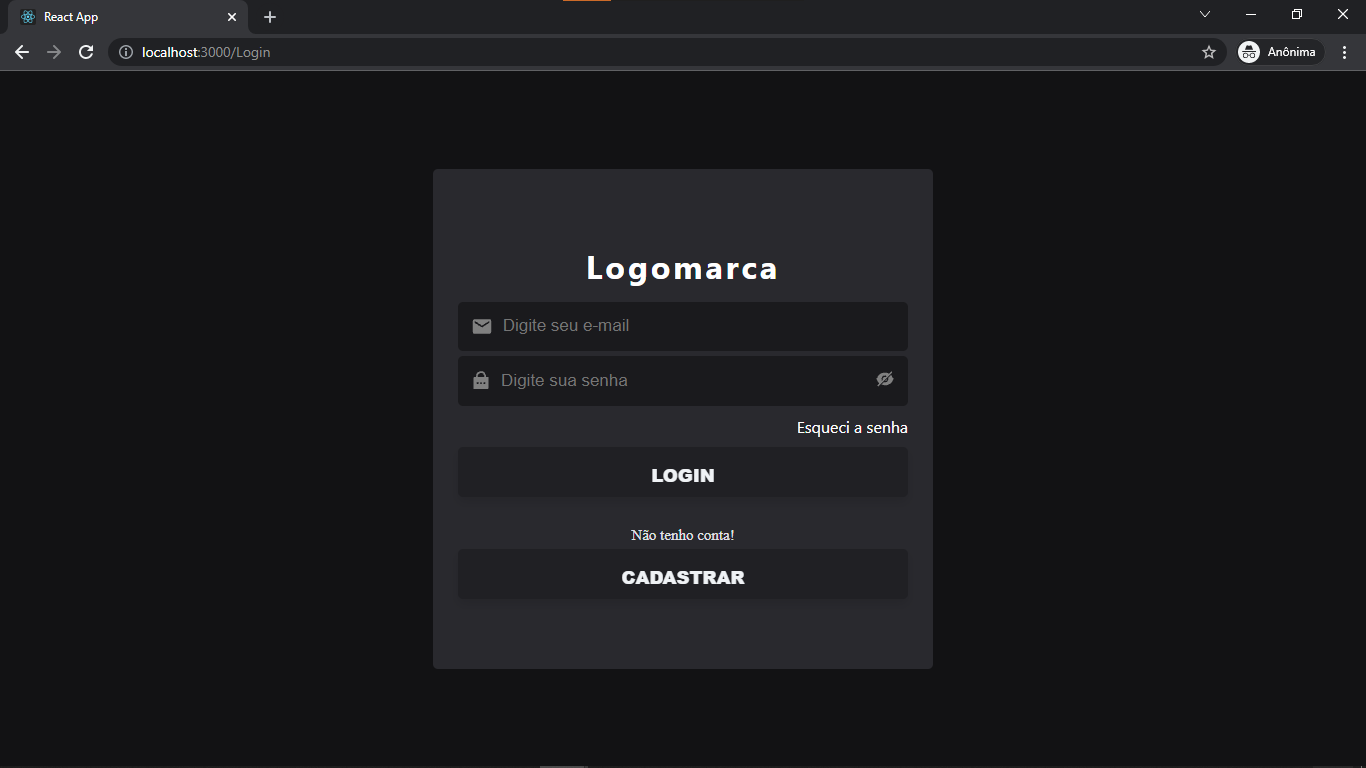 React App
localhost:3000/Login
Anônima
Logomarca
Digite seu e-mail
Digite sua senha
Esqueci a senha
LOGIN
Não tenho conta!
CADASTRAR